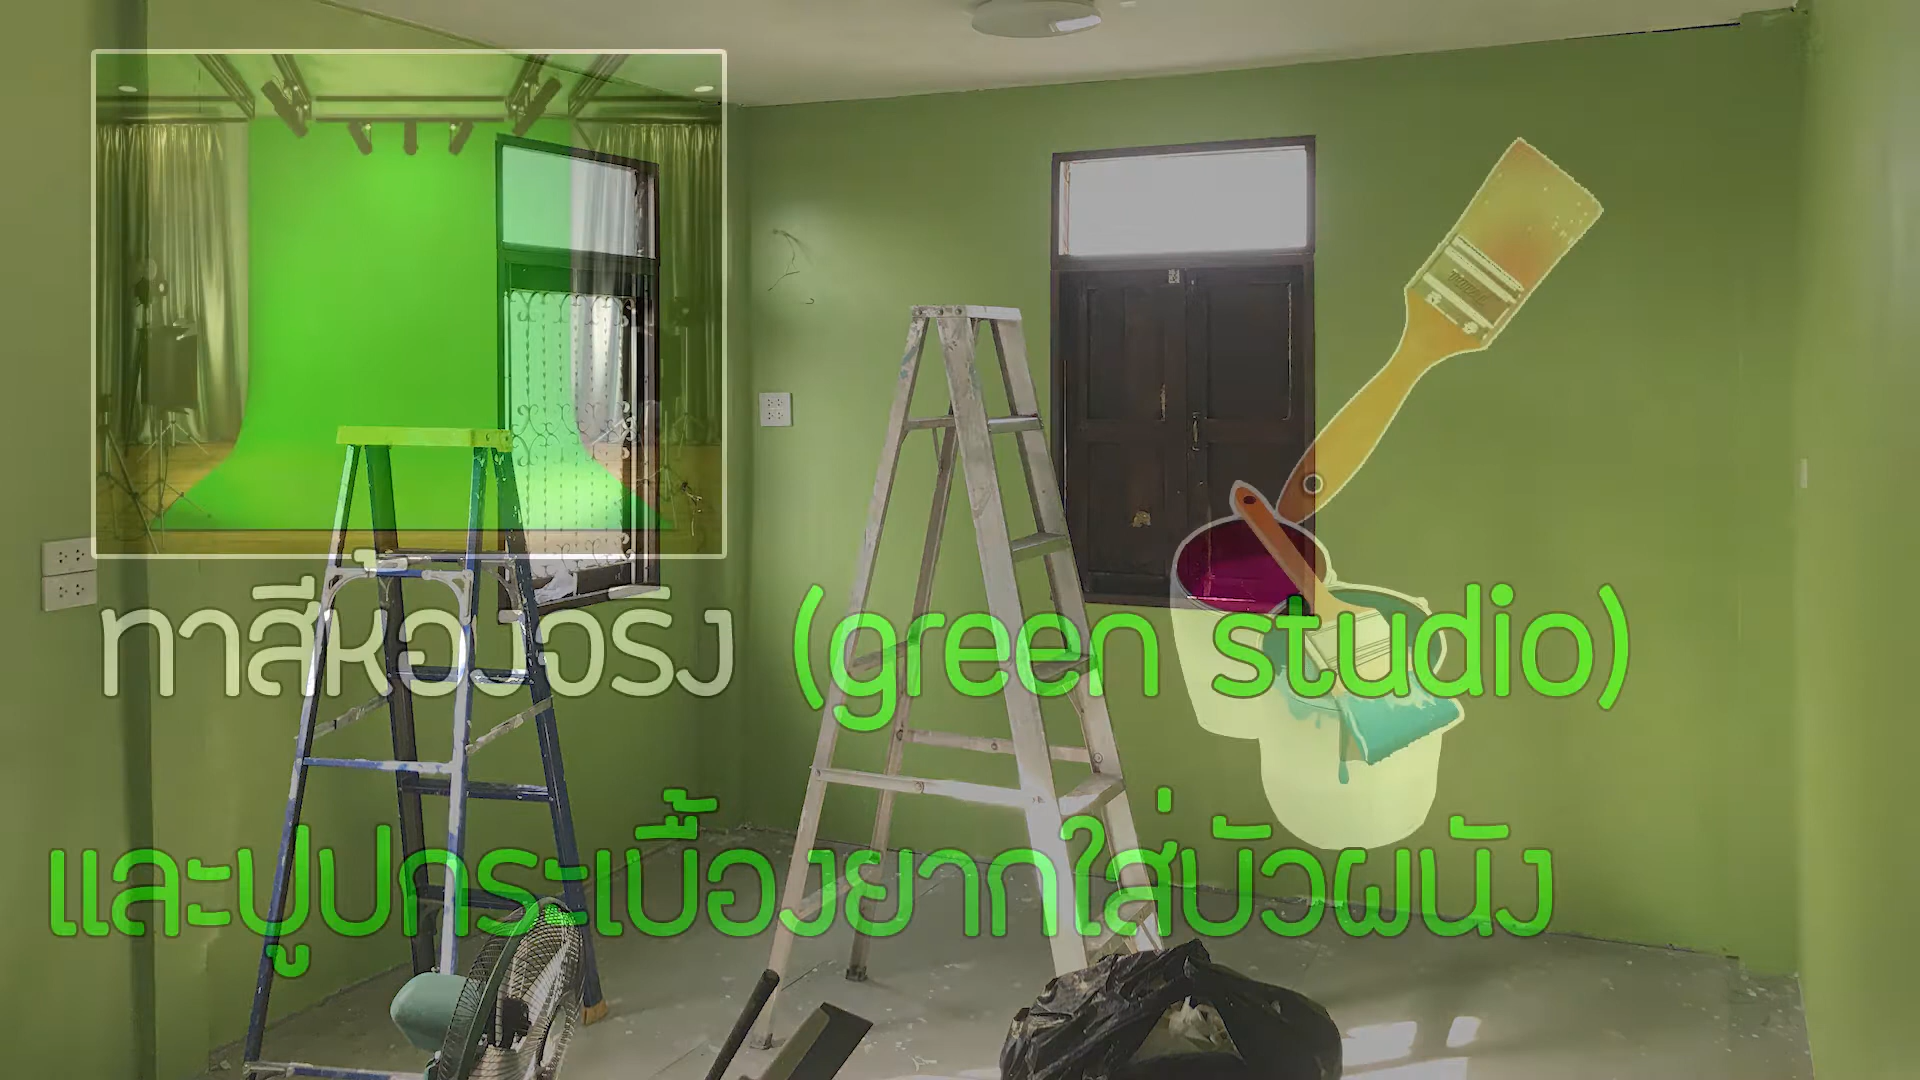 ทาสีห้องจริง (green studio)
และปูปกระเบื้องยากใส่บัวผนัง